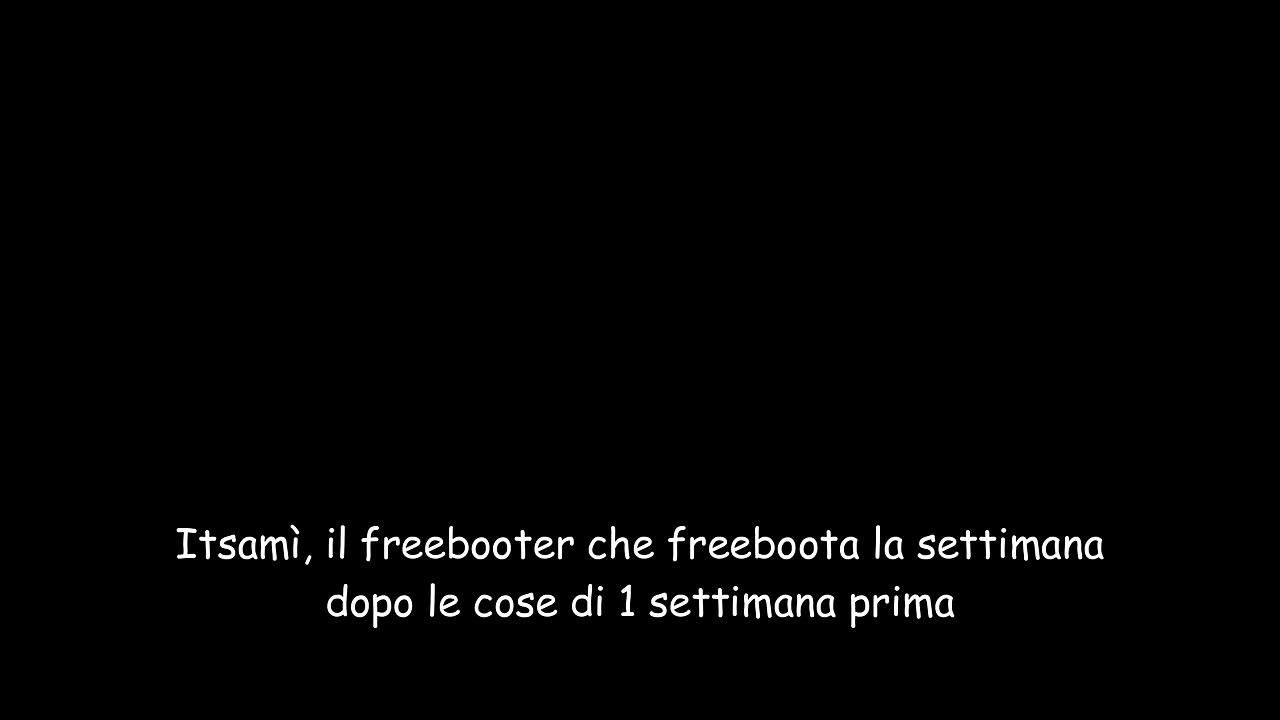 Itsamì, il freebooter che freeboota la settimana
dopo le cose di 1 settimana prima